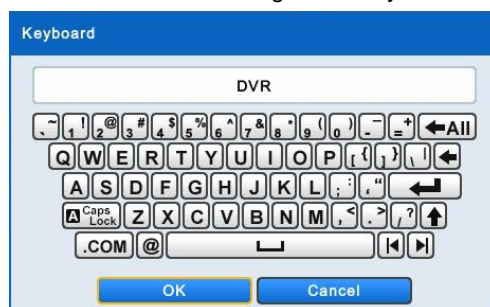 Keyboard
DVR
` ~ 1 ! 2 @ 3 # 4 $ 5 % 6 ^ 7 & 8 * 9 ( 0 ) - _ = + ←All
Q W E R T Y U I O P [ { ] } \ | ←
A S D F G H J K L ; : , “
A Caps Lock Z X C V B N M , < . > / ?
.COM @
OK Cancel